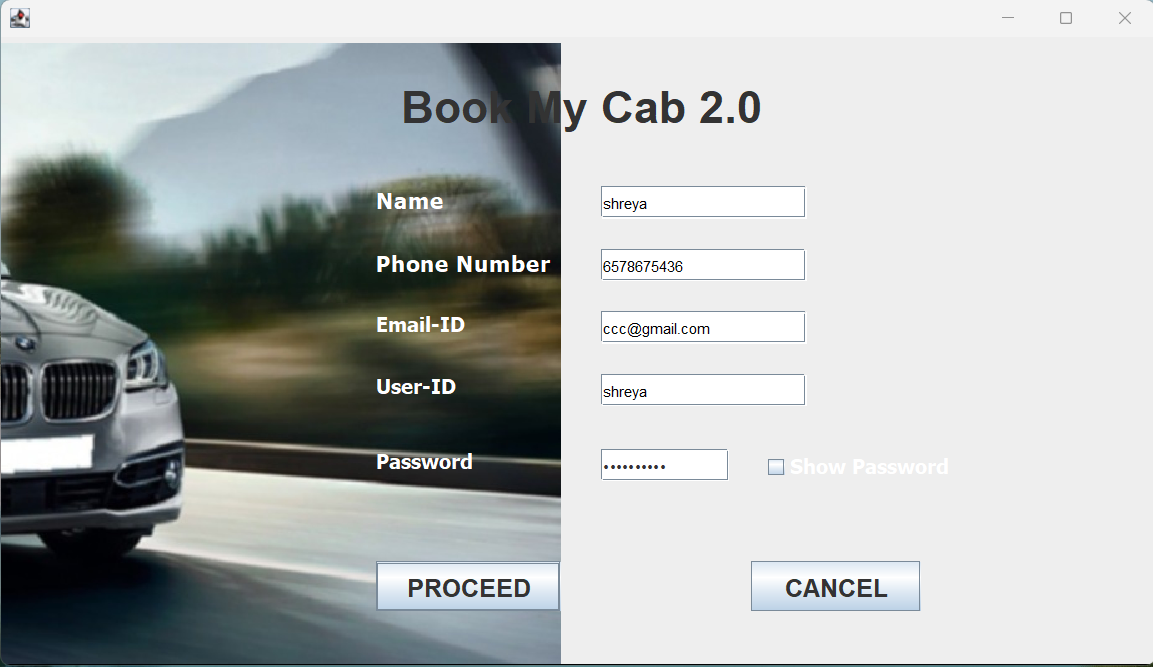 Book My Cab 2.0
Name shreya
Phone Number 6578675436
Email-ID ccc@gmail.com
User-ID shreya
Password •••••••••• Show Password
PROCEED CANCEL